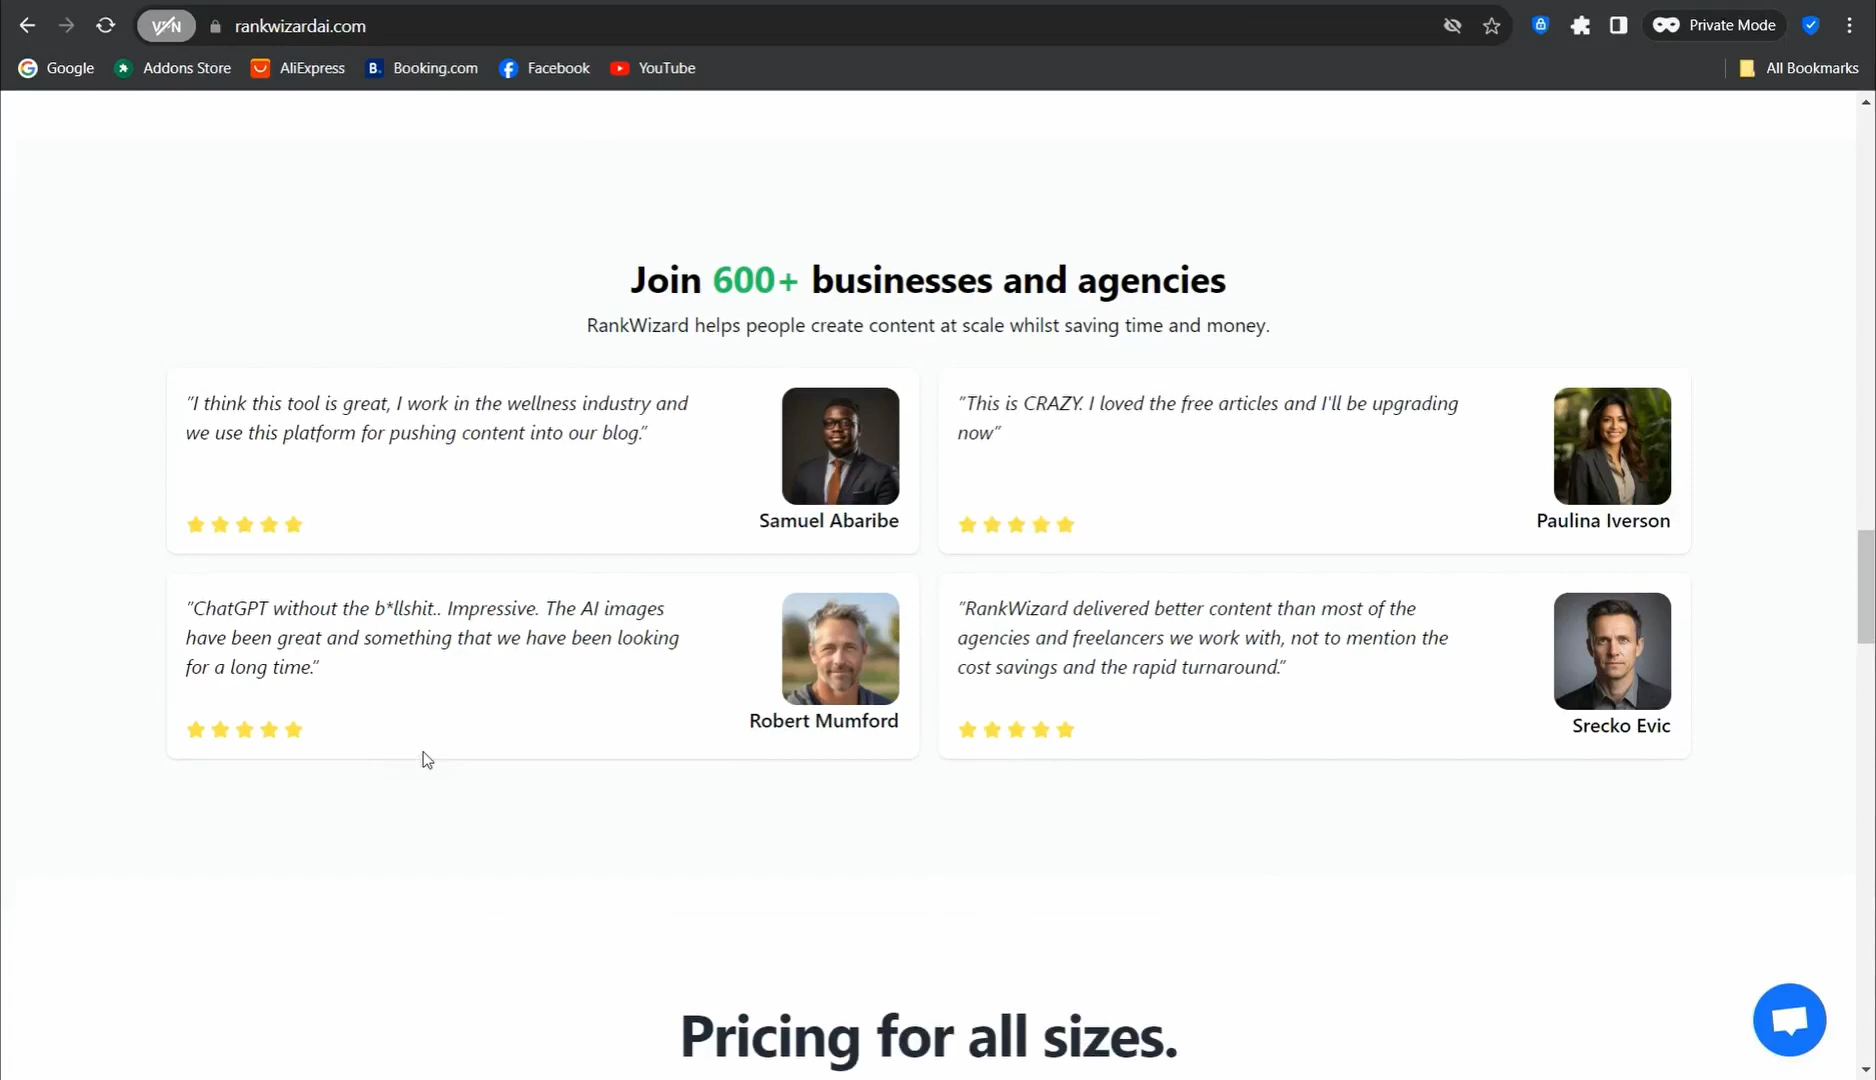 VPN
rankwizardai.com
Private Mode
Google
Addons Store
AliExpress
B.
Booking.com
Facebook
YouTube
All Bookmarks
Join 600+ businesses and agencies
RankWizard helps people create content at scale whilst saving time and money.
"I think this tool is great, I work in the wellness industry and
we use this platform for pushing content into our blog."
Samuel Abaribe
"This is CRAZY. I loved the free articles and I'll be upgrading
now"
Paulina Iverson
"ChatGPT without the b*llshit.. Impressive. The AI images
have been great and something that we have been looking
for a long time."
Robert Mumford
"RankWizard delivered better content than most of the
agencies and freelancers we work with, not to mention the
cost savings and the rapid turnaround."
Srecko Evic
Pricing for all sizes.